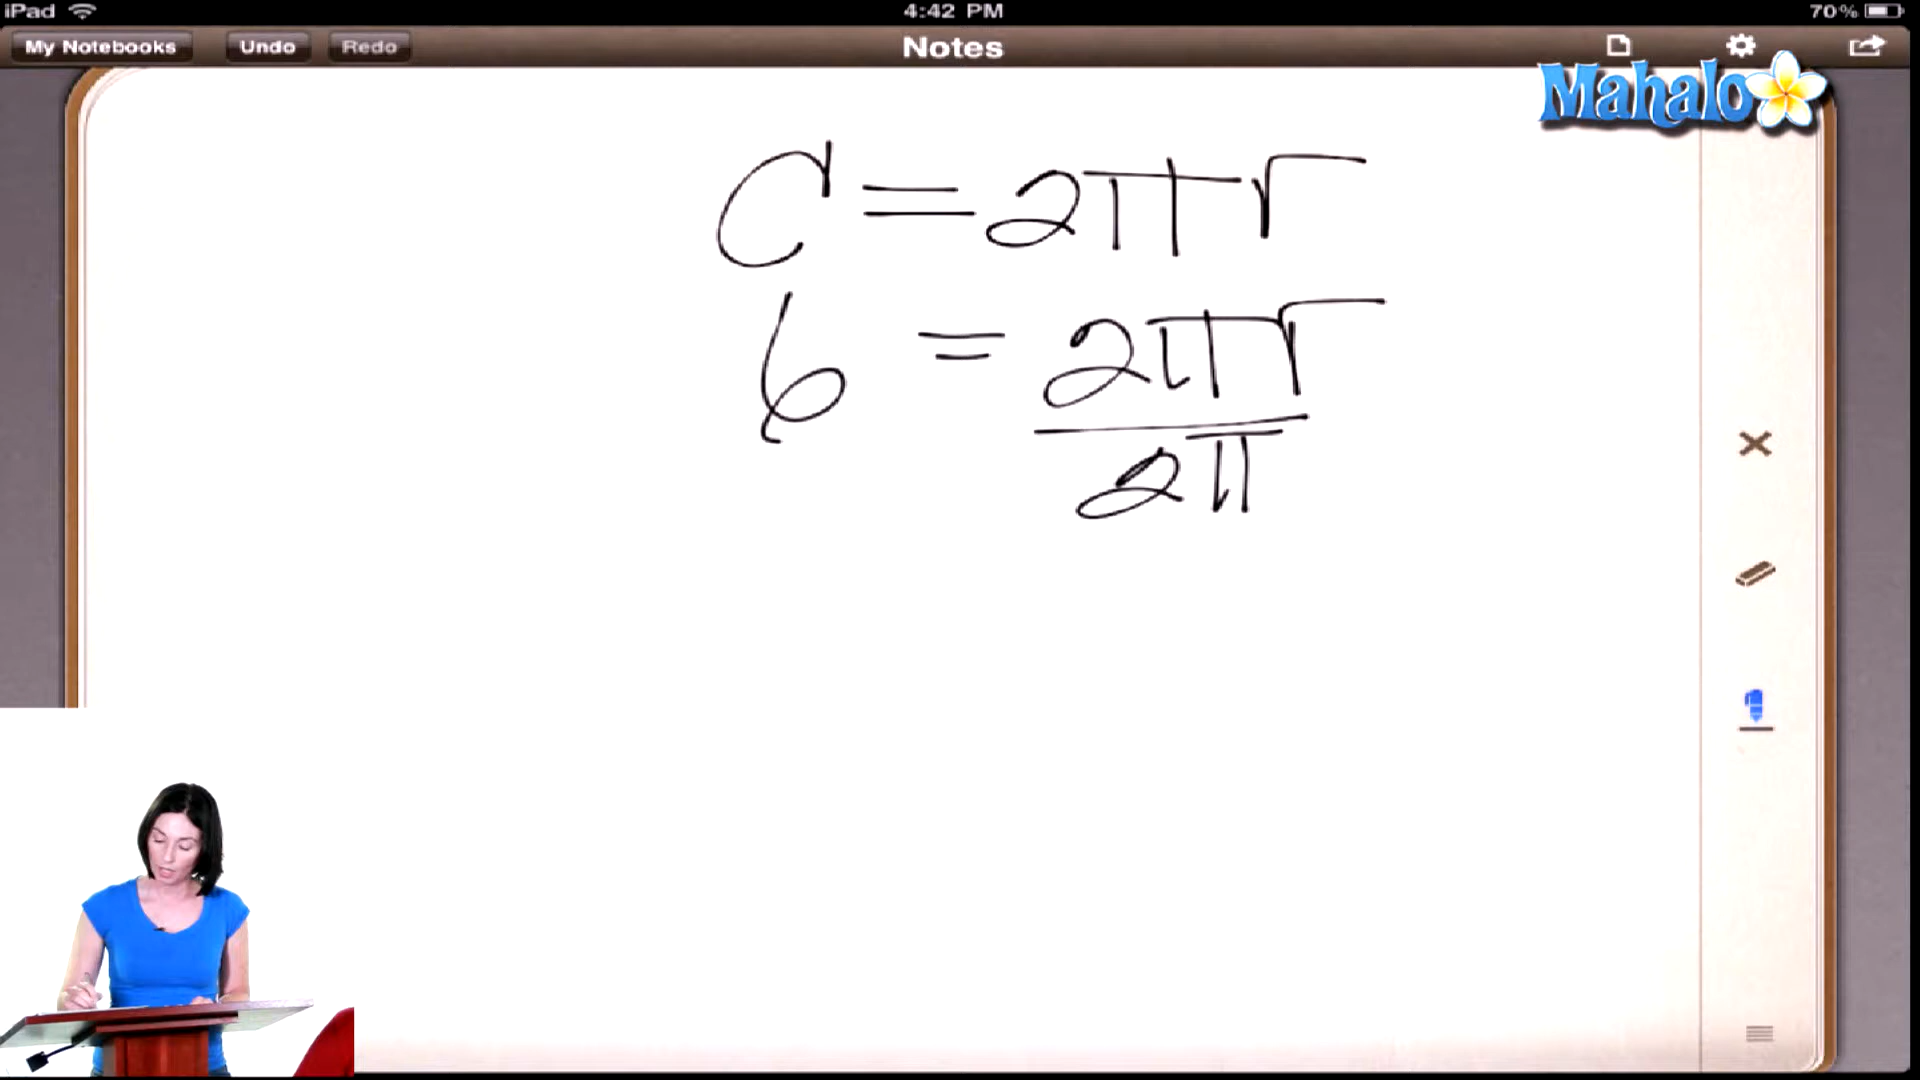 iPad 4:42 PM 70%
My Notebooks Undo Redo Notes
Mahalo
C = 2πr
6 = 2πr
2π